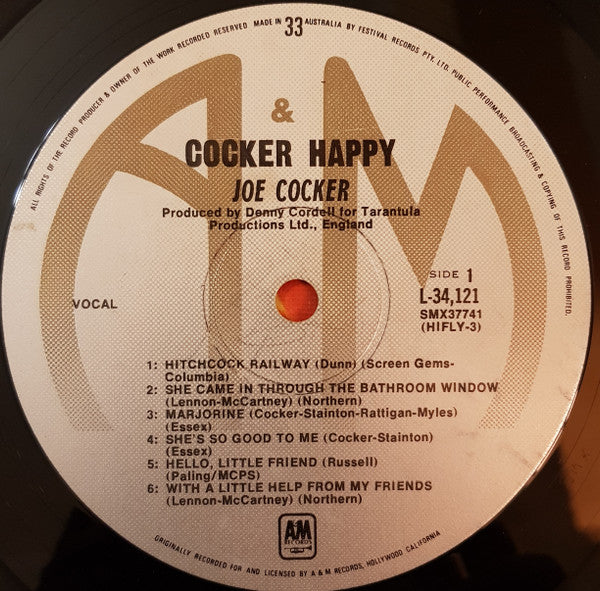 ALL RIGHTS OF THE RECORD PRODUCER & OWNER OF THE WORK RECORDED RESERVED MADE IN 33 AUSTRALIA BY FESTIVAL RECORDS PTY. LTD. PUBLIC PERFORMANCE BROADCASTING & COPYING OF THIS RECORD PROHIBITED.
A & M
COCKER HAPPY
JOE COCKER
Produced by Denny Cordell for Tarantula
Productions Ltd., England
VOCAL
SIDE 1
L-34,121
SMX37741
(HIFLY-3)
1: HITCHCOCK RAILWAY (Dunn) (Screen Gems-
Columbia)
2: SHE CAME IN THROUGH THE BATHROOM WINDOW
(Lennon-McCartney) (Northern)
3: MARJORINE (Cocker-Stainton-Rattigan-Myles)
(Essex)
4: SHE'S SO GOOD TO ME (Cocker-Stainton)
(Essex)
5: HELLO, LITTLE FRIEND (Russell)
(Paling/MCPS)
6: WITH A LITTLE HELP FROM MY FRIENDS
(Lennon-McCartney) (Northern)
AM
RECORDS
ORIGINALLY RECORDED FOR AND LICENSED BY A & M RECORDS, HOLLYWOOD CALIFORNIA